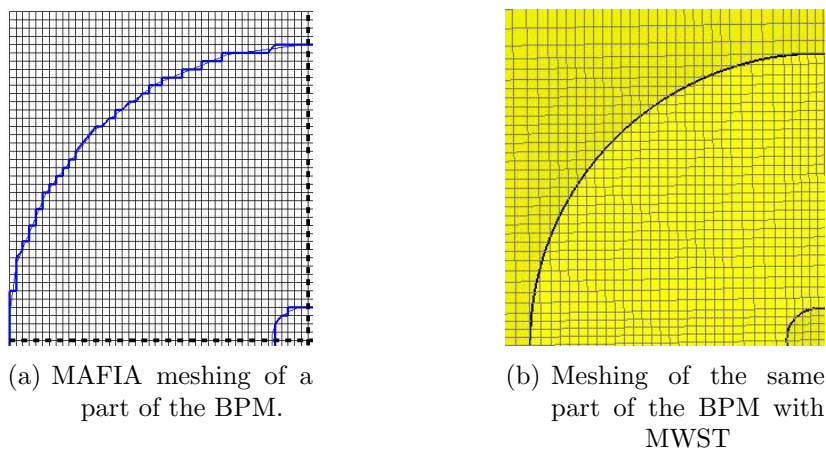 (a) MAFIA meshing of a
part of the BPM.
(b) Meshing of the same
part of the BPM with
MWST